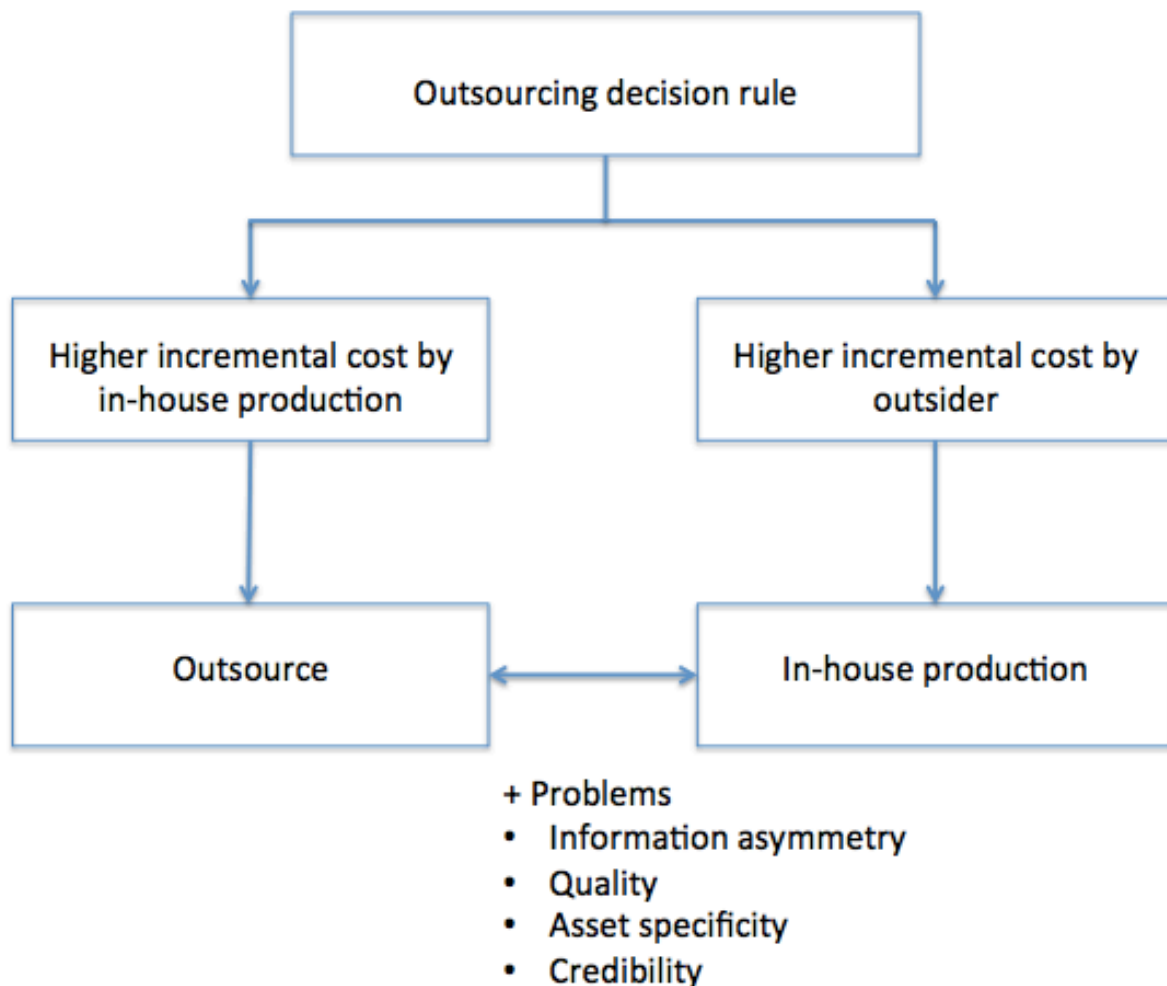 Outsourcing decision rule
Higher incremental cost by
in-house production
Higher incremental cost by
outsider
Outsource
In-house production
+ Problems
• Information asymmetry
• Quality
• Asset specificity
• Credibility